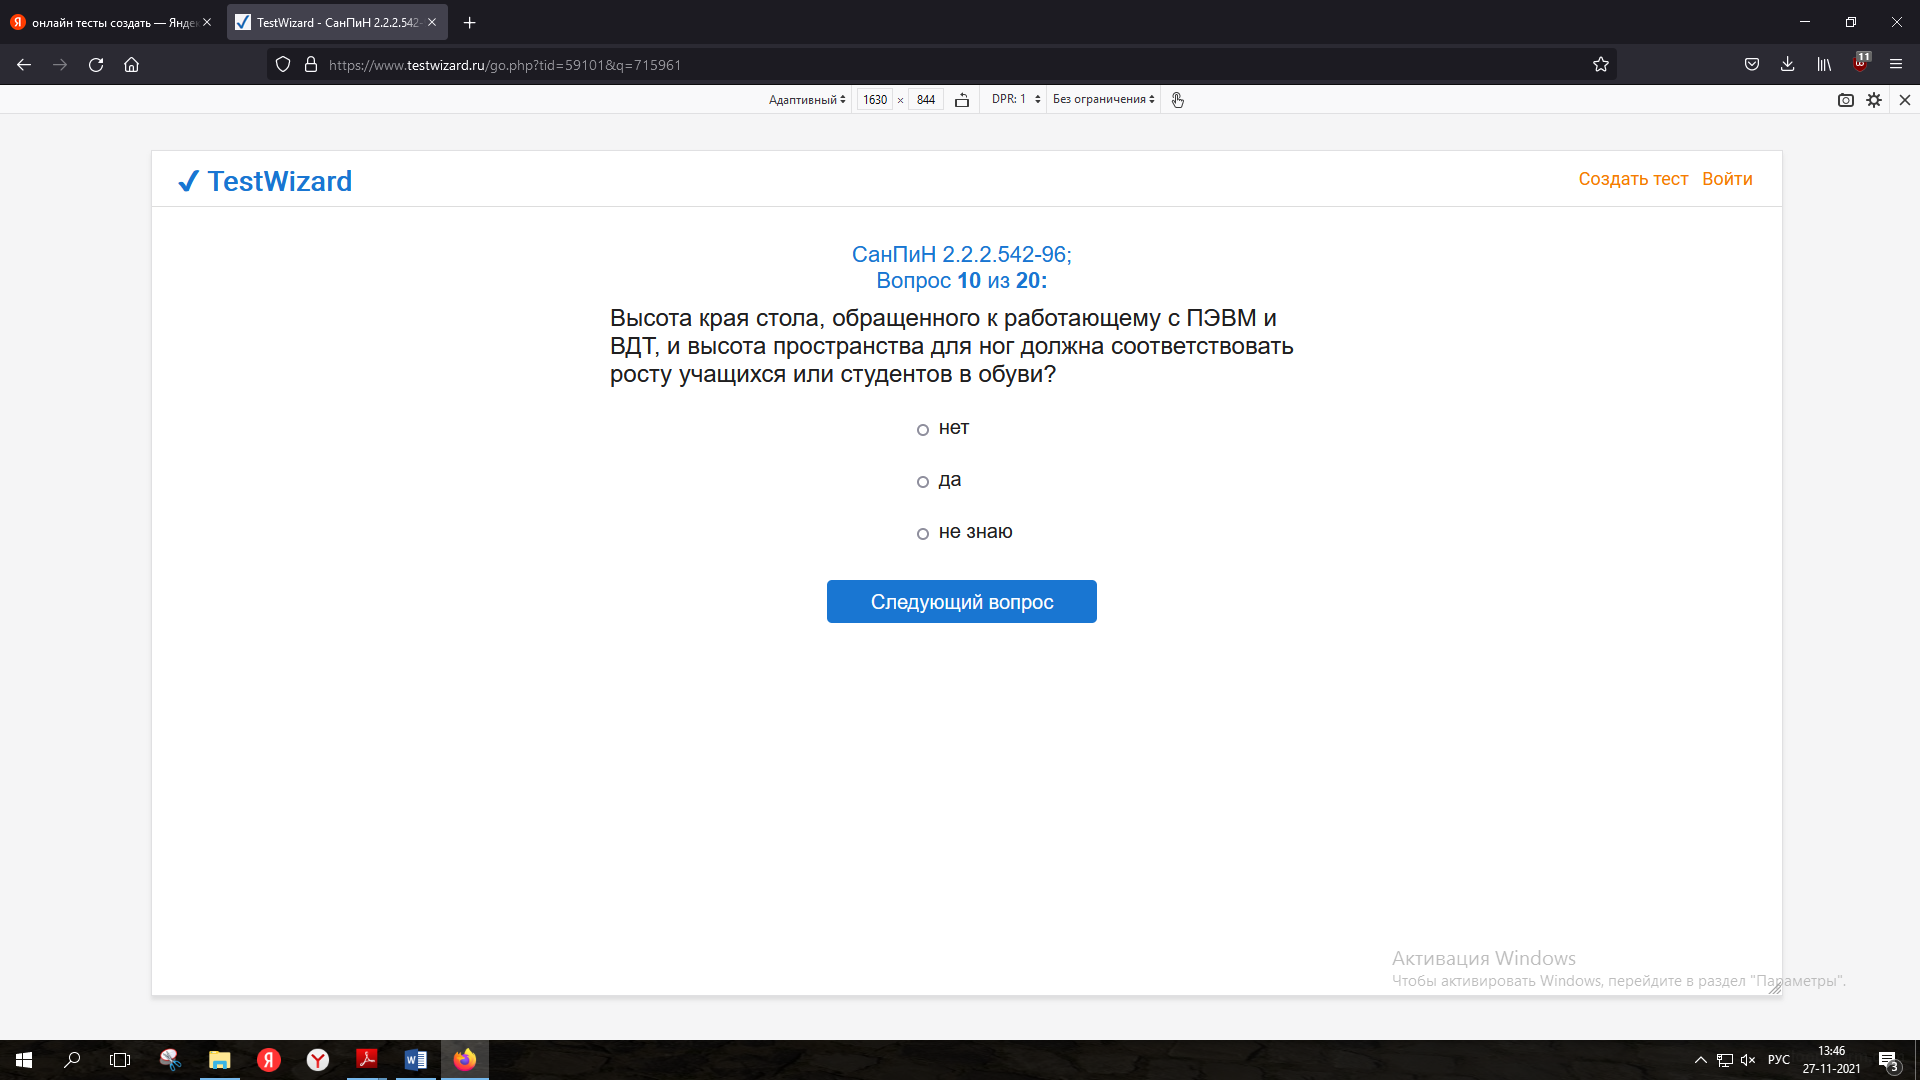 онлайн тесты создать — Яндек
TestWizard - СанПиН 2.2.2.542-
https://www.testwizard.ru/go.php?tid=59101&q=715961
11
Адаптивный 1630 × 844 DPR: 1 Без ограничения
TestWizard
Создать тест Войти
СанПиН 2.2.2.542-96;
Вопрос 10 из 20:
Высота края стола, обращенного к работающему с ПЭВМ и
ВДТ, и высота пространства для ног должна соответствовать
росту учащихся или студентов в обуви?
нет
да
не знаю
Следующий вопрос
Активация Windows
Чтобы активировать Windows, перейдите в раздел "Параметры".
РУС
13:46
27-11-2021
3